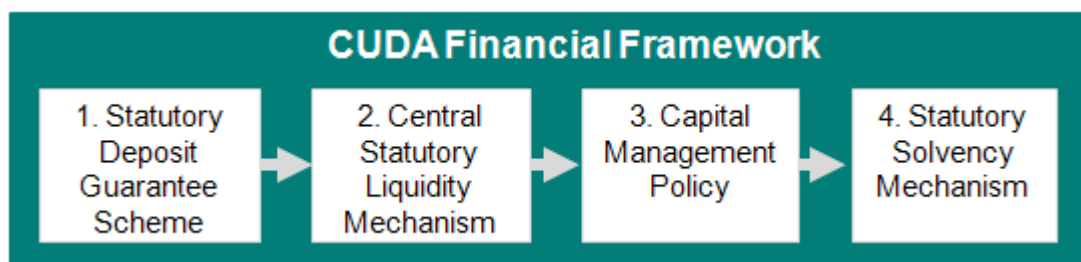 CUDA Financial Framework
1. Statutory
Deposit
Guarantee
Scheme
2. Central
Statutory
Liquidity
Mechanism
3. Capital
Management
Policy
4. Statutory
Solvency
Mechanism